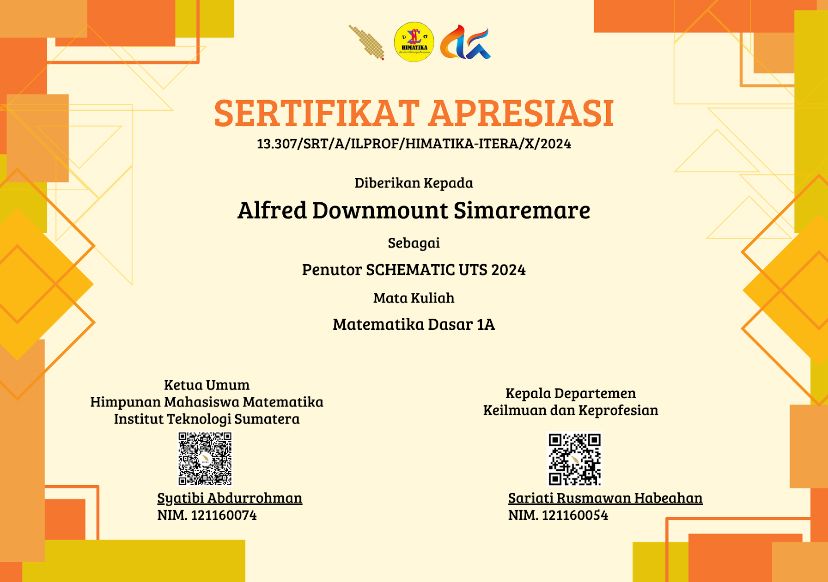 HIMATIKA
SERTIFIKAT APRESIASI
13.307/SRT/A/ILPROF/HIMATIKA-ITERA/X/2024
Diberikan Kepada
Alfred Downmount Simaremare
Sebagai
Penutor SCHEMATIC UTS 2024
Mata Kuliah
Matematika Dasar 1A
Ketua Umum
Himpunan Mahasiswa Matematika
Institut Teknologi Sumatera
Syatibi Abdurrohman
NIM. 121160074
Kepala Departemen
Keilmuan dan Keprofesian
Sariati Rusmawan Habeahan
NIM. 121160054